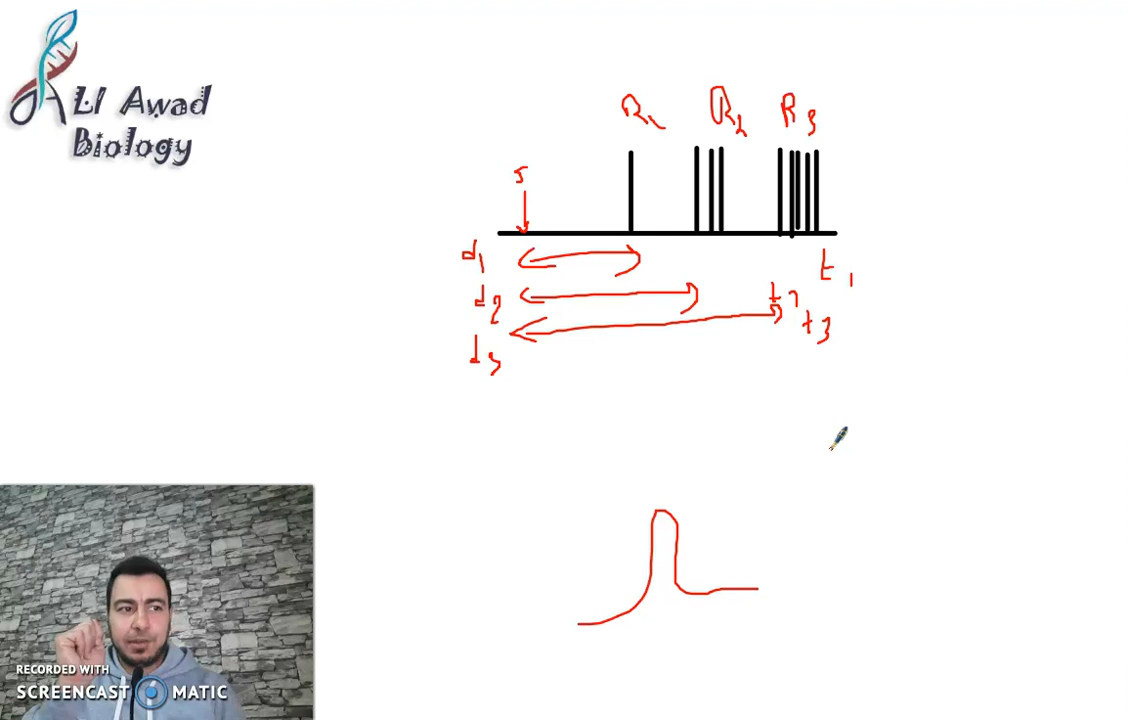 ALI Awad
Biology
R1 R2 R3
S
d1
t1
d2
t2
t3
d3
RECORDED WITH
SCREENCAST MATIC